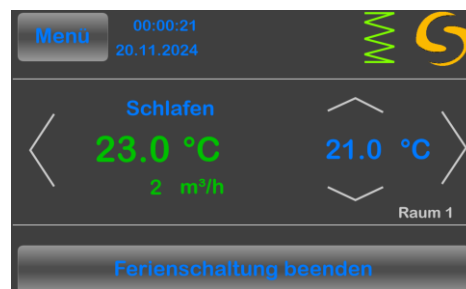 Menu
00:00:21
20.11.2024
Schlafen
23.0 °C
21.0 °C
2 m³/h
Raum 1
Ferienschaltung beenden